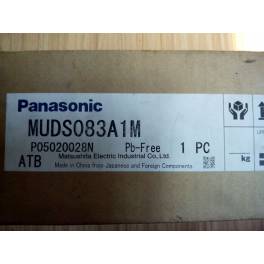 Panasonic
MUDS083A1M
P05020028N Pb-Free 1 PC
Matsushita Electric Industrial Co.,Ltd.
ATB Made in China from Japanese and Foreign Components
kg